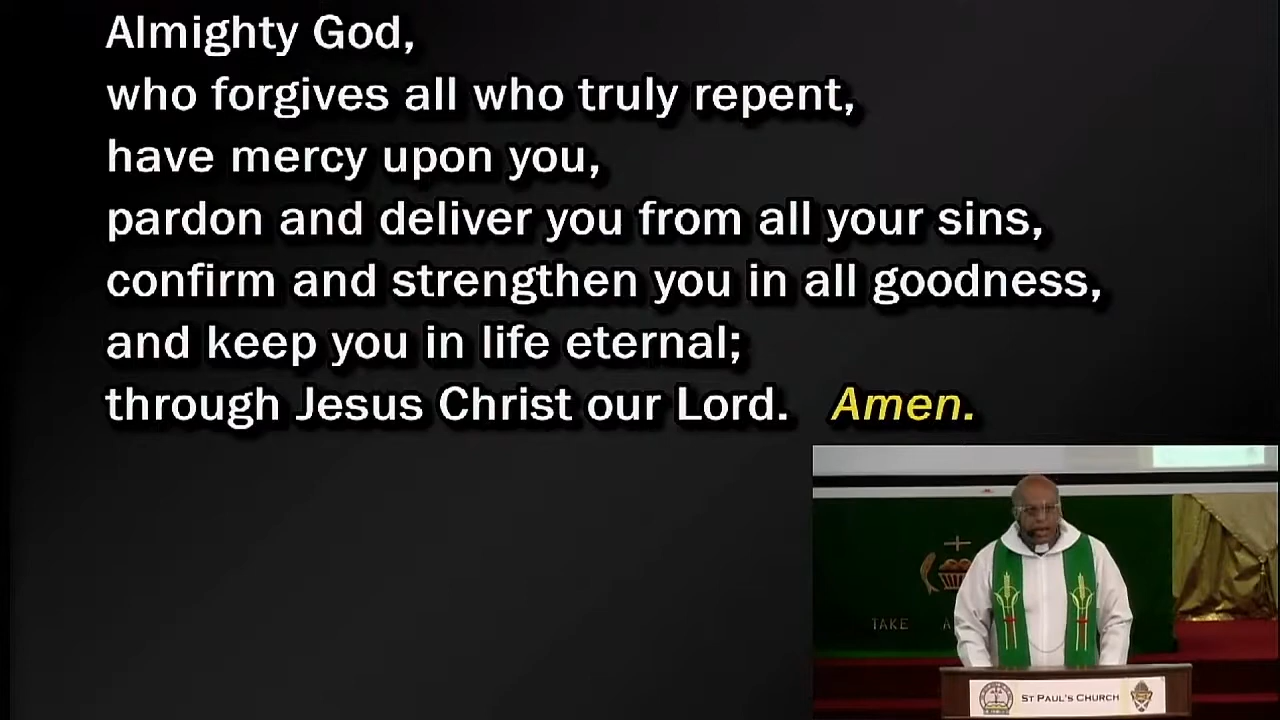 Almighty God,
who forgives all who truly repent,
have mercy upon you,
pardon and deliver you from all your sins,
confirm and strengthen you in all goodness,
and keep you in life eternal;
through Jesus Christ our Lord. Amen.
TAKE A
ST PAUL'S CHURCH